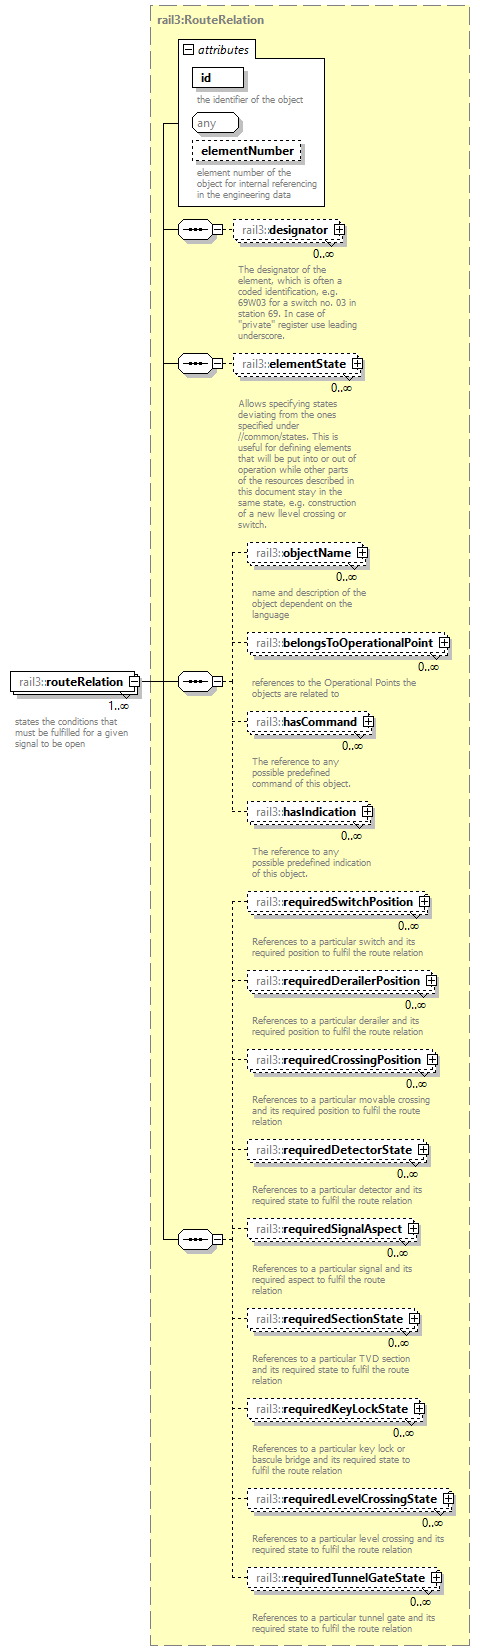 rail3:RouteRelation
attributes
id
the identifier of the object
any
elementNumber
element number of the
object for internal referencing
in the engineering data
rail3::designator
0..∞
The designator of the
element, which is often a
coded identification, e.g.
69W03 for a switch no. 03 in
station 69. In case of
"private" register use leading
underscore.
rail3::elementState
0..∞
Allows specifying states
deviating from the ones
specified under
//common/states. This is
useful for defining elements
that will be put into or out of
operation while other parts
of the resources described in
this document stay in the
same state, e.g. construction
of a new llevel crossing or
switch.
rail3::objectName
0..∞
name and description of the
object dependent on the
language
rail3::belongsToOperationalPoint
0..∞
references to the Operational Points the
objects are related to
rail3::routeRelation
1..∞
states the conditions that
must be fulfilled for a given
signal to be open
rail3::hasCommand
0..∞
The reference to any
possible predefined
command of this object.
rail3::hasIndication
0..∞
The reference to any
possible predefined indication
of this object.
rail3::requiredSwitchPosition
0..∞
References to a particular switch and its
required position to fulfil the route relation
rail3::requiredDerailerPosition
0..∞
References to a particular derailer and its
required position to fulfil the route relation
rail3::requiredCrossingPosition
0..∞
References to a particular movable crossing
and its required position to fulfil the route
relation
rail3::requiredDetectorState
0..∞
References to a particular detector and its
required state to fulfil the route relation
rail3::requiredSignalAspect
0..∞
References to a particular signal and its
required aspect to fulfil the route
relation
rail3::requiredSectionState
0..∞
References to a particular TVD section
and its required state to fulfil the route
relation
rail3::requiredKeyLockState
0..∞
References to a particular key lock or
bascule bridge and its required state to
fulfil the route relation
rail3::requiredLevelCrossingState
0..∞
References to a particular level crossing and its
required state to fulfil the route relation
rail3::requiredTunnelGateState
0..∞
References to a particular tunnel gate and its
required state to fulfil the route relation